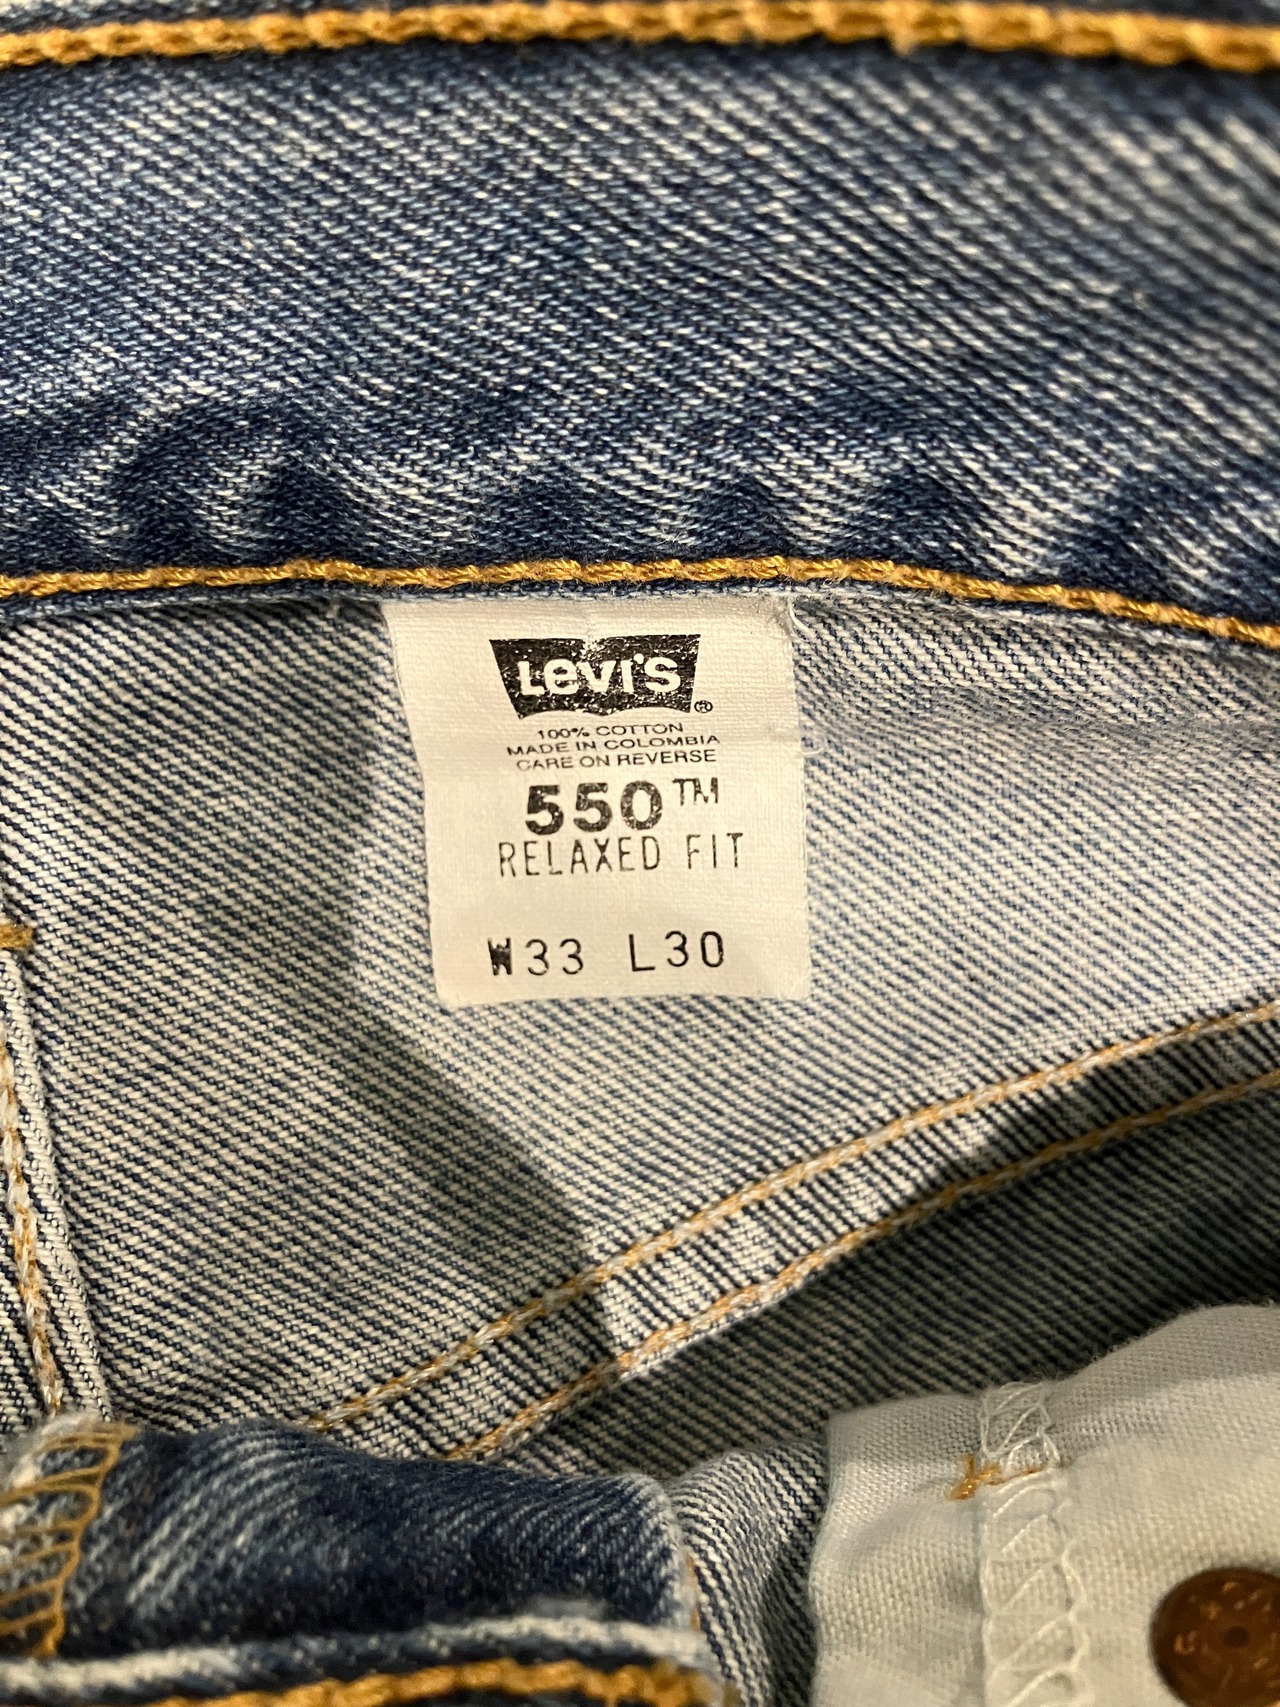 LEVI'S®
100% COTTON
MADE IN COLOMBIA
CARE ON REVERSE
550™
RELAXED FIT
W33 L30